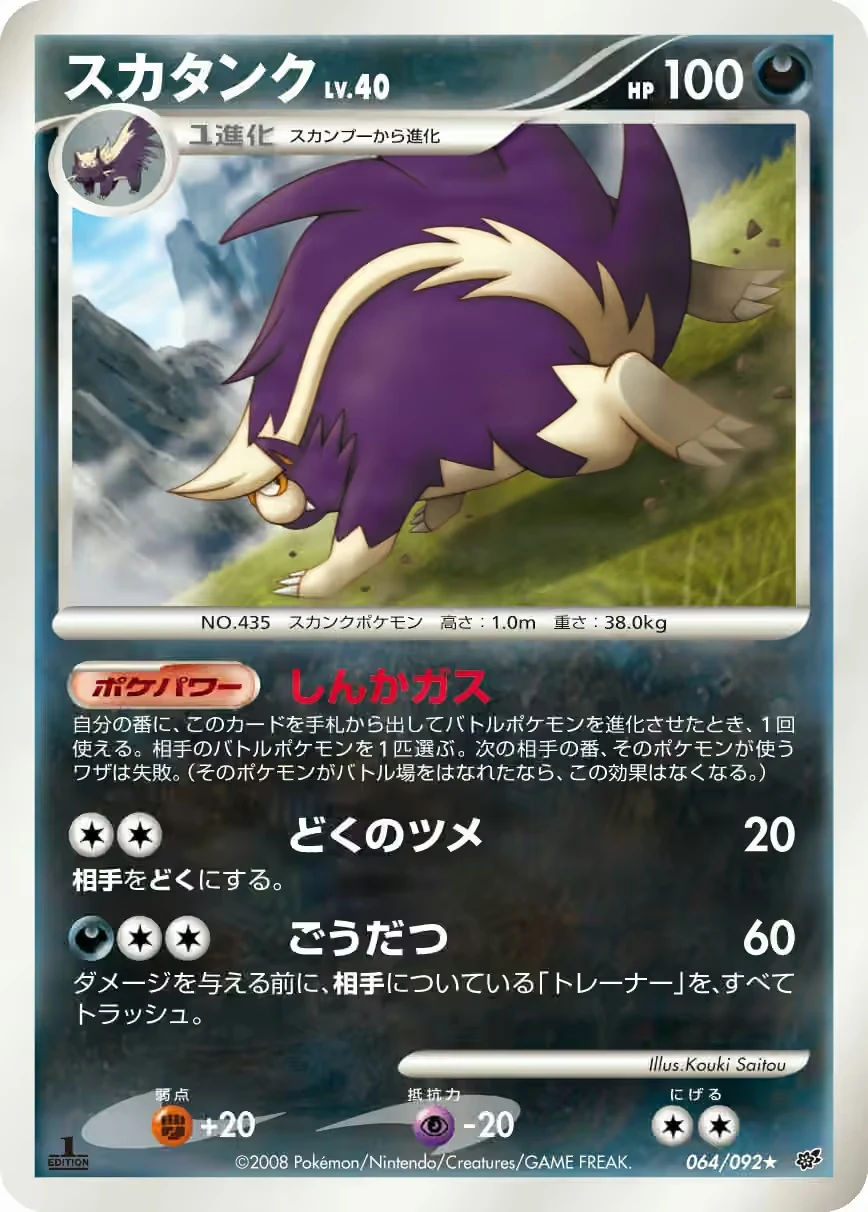 スカタンク LV.40 HP 100
1進化 スカンプーから進化
NO.435 スカンクポケモン 高さ：1.0m 重さ：38.0kg
ポケパワー しんかガス
自分の番に、このカードを手札から出してバトルポケモンを進化させたとき、1回
使える。相手のバトルポケモンを1匹選ぶ。次の相手の番、そのポケモンが使う
ワザは失敗。（そのポケモンがバトル場をはなれたなら、この効果はなくなる。）
どくのツメ 20
相手をどくにする。
ごうだつ 60
ダメージを与える前に、相手についている「トレーナー」を、すべて
トラッシュ。
Illus.Kouki Saitou
弱点 抵抗力 にげる
+20 -20
1 EDITION
©2008 Pokémon/Nintendo/Creatures/GAME FREAK. 064/092★